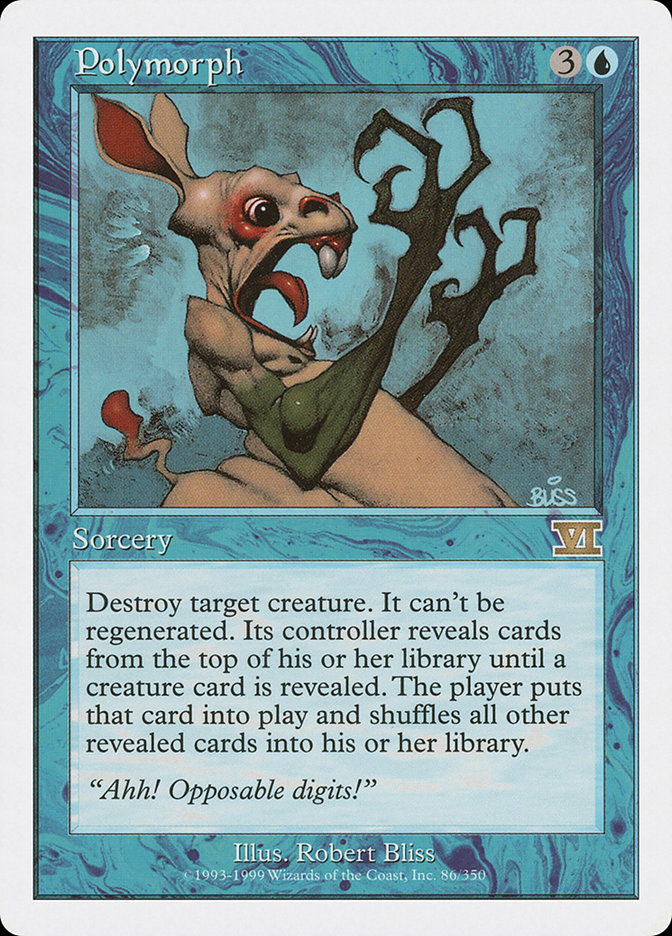 Polymorph 3
BLISS
Sorcery VI
Destroy target creature. It can't be
regenerated. Its controller reveals cards
from the top of his or her library until a
creature card is revealed. The player puts
that card into play and shuffles all other
revealed cards into his or her library.
“Ahh! Opposable digits!”
Illus. Robert Bliss
©1993-1999 Wizards of the Coast, Inc. 86/350